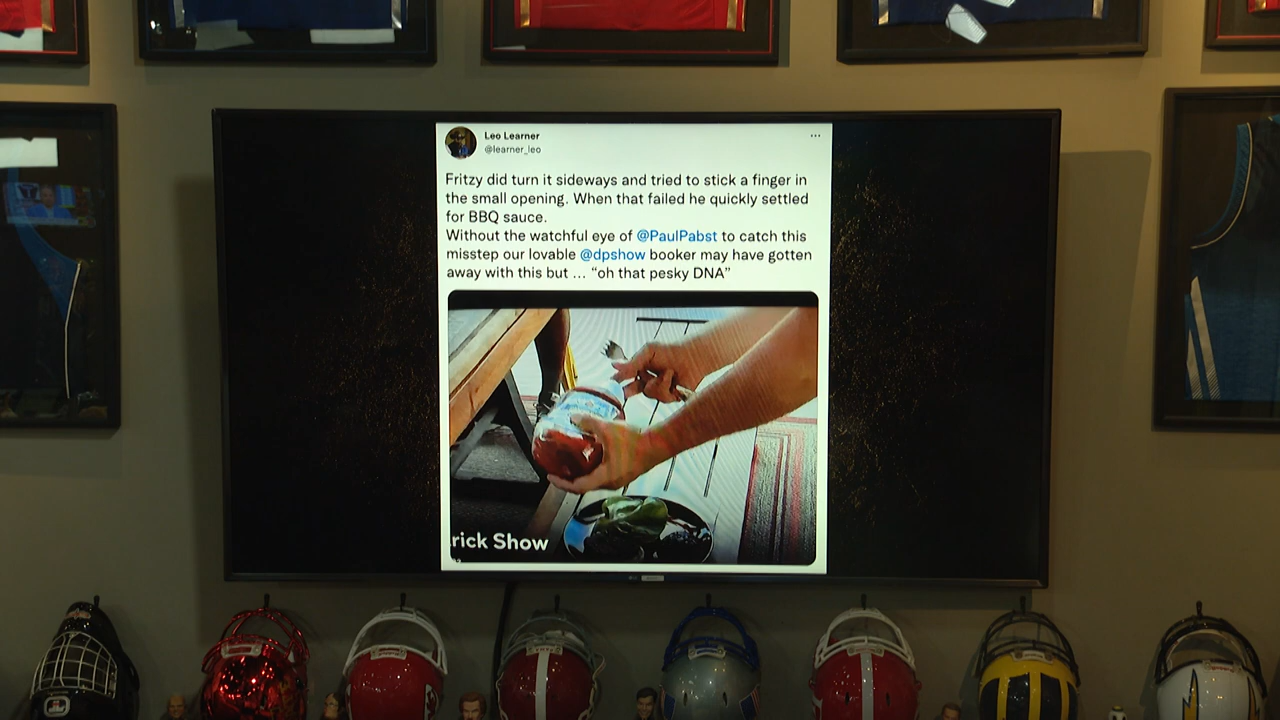 Leo Learner
@learner_leo
Fritzy did turn it sideways and tried to stick a finger in
the small opening. When that failed he quickly settled
for BBQ sauce.
Without the watchful eye of @PaulPabst to catch this
misstep our lovable @dpshow booker may have gotten
away with this but ... “oh that pesky DNA”
rick Show
LG